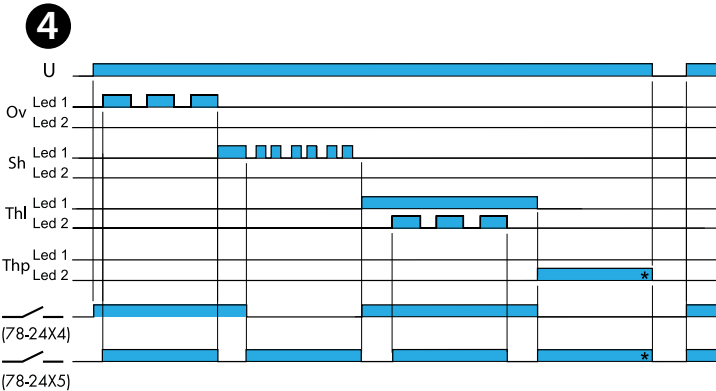 4
U
Ov Led 1
Led 2
Sh Led 1
Led 2
Thl Led 1
Led 2
Thp Led 1
Led 2 *
(78-24X4)
*
(78-24X5)